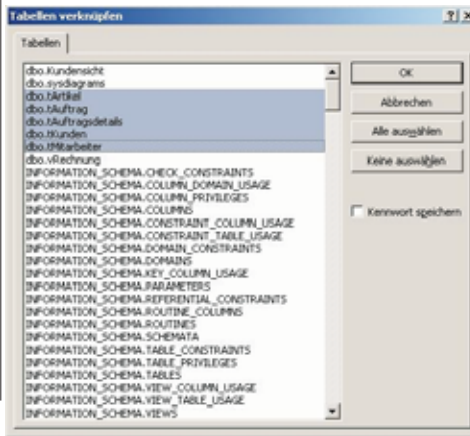 Tabellen verknüpfen
Tabellen
dbo.Kundensicht
dbo.sysdiagrams
dbo.tArtikel
dbo.tAuftrag
dbo.tAuftragsdetails
dbo.tKunden
dbo.tMitarbeiter
dbo.vRechnung
INFORMATION_SCHEMA.CHECK_CONSTRAINTS
INFORMATION_SCHEMA.COLUMN_DOMAIN_USAGE
INFORMATION_SCHEMA.COLUMN_PRIVILEGES
INFORMATION_SCHEMA.COLUMNS
INFORMATION_SCHEMA.CONSTRAINT_COLUMN_USAGE
INFORMATION_SCHEMA.CONSTRAINT_TABLE_USAGE
INFORMATION_SCHEMA.DOMAIN_CONSTRAINTS
INFORMATION_SCHEMA.DOMAINS
INFORMATION_SCHEMA.KEY_COLUMN_USAGE
INFORMATION_SCHEMA.PARAMETERS
INFORMATION_SCHEMA.REFERENTIAL_CONSTRAINTS
INFORMATION_SCHEMA.ROUTINE_COLUMNS
INFORMATION_SCHEMA.ROUTINES
INFORMATION_SCHEMA.SCHEMATA
INFORMATION_SCHEMA.TABLE_CONSTRAINTS
INFORMATION_SCHEMA.TABLE_PRIVILEGES
INFORMATION_SCHEMA.TABLES
INFORMATION_SCHEMA.VIEW_COLUMN_USAGE
INFORMATION_SCHEMA.VIEW_TABLE_USAGE
INFORMATION_SCHEMA.VIEWS
OK
Abbrechen
Alle auswählen
Keine auswählen
Kennwort speichern